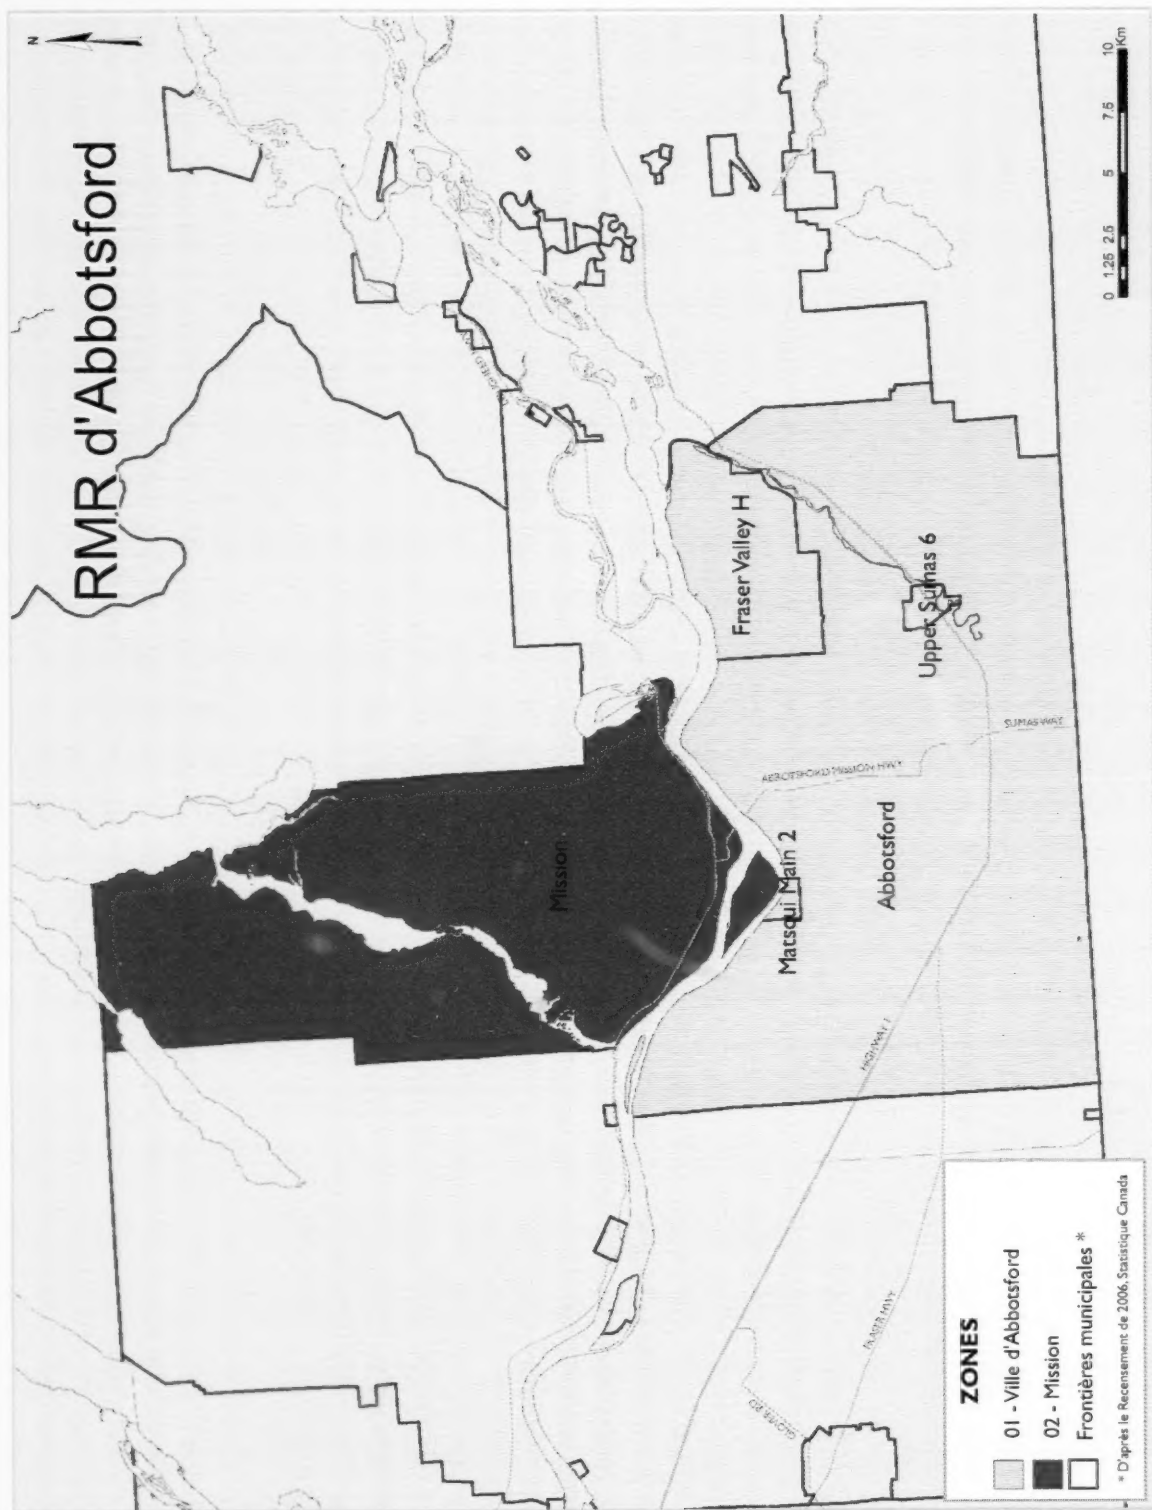 RMR d'Abbotsford
N
Mission
Fraser Valley H
Matsqui Main 2
Upper Sumas 6
Abbotsford
ABBOTSFORD MISSION HWY
SUMAS WAY
HIGHWAY 1
FRASER HWY
GLOVER RD
ZONES
01 - Ville d'Abbotsford
02 - Mission
Frontières municipales *
* D'après le Recensement de 2006, Statistique Canada
0 1.25 2.5 5 7.5 10
Km